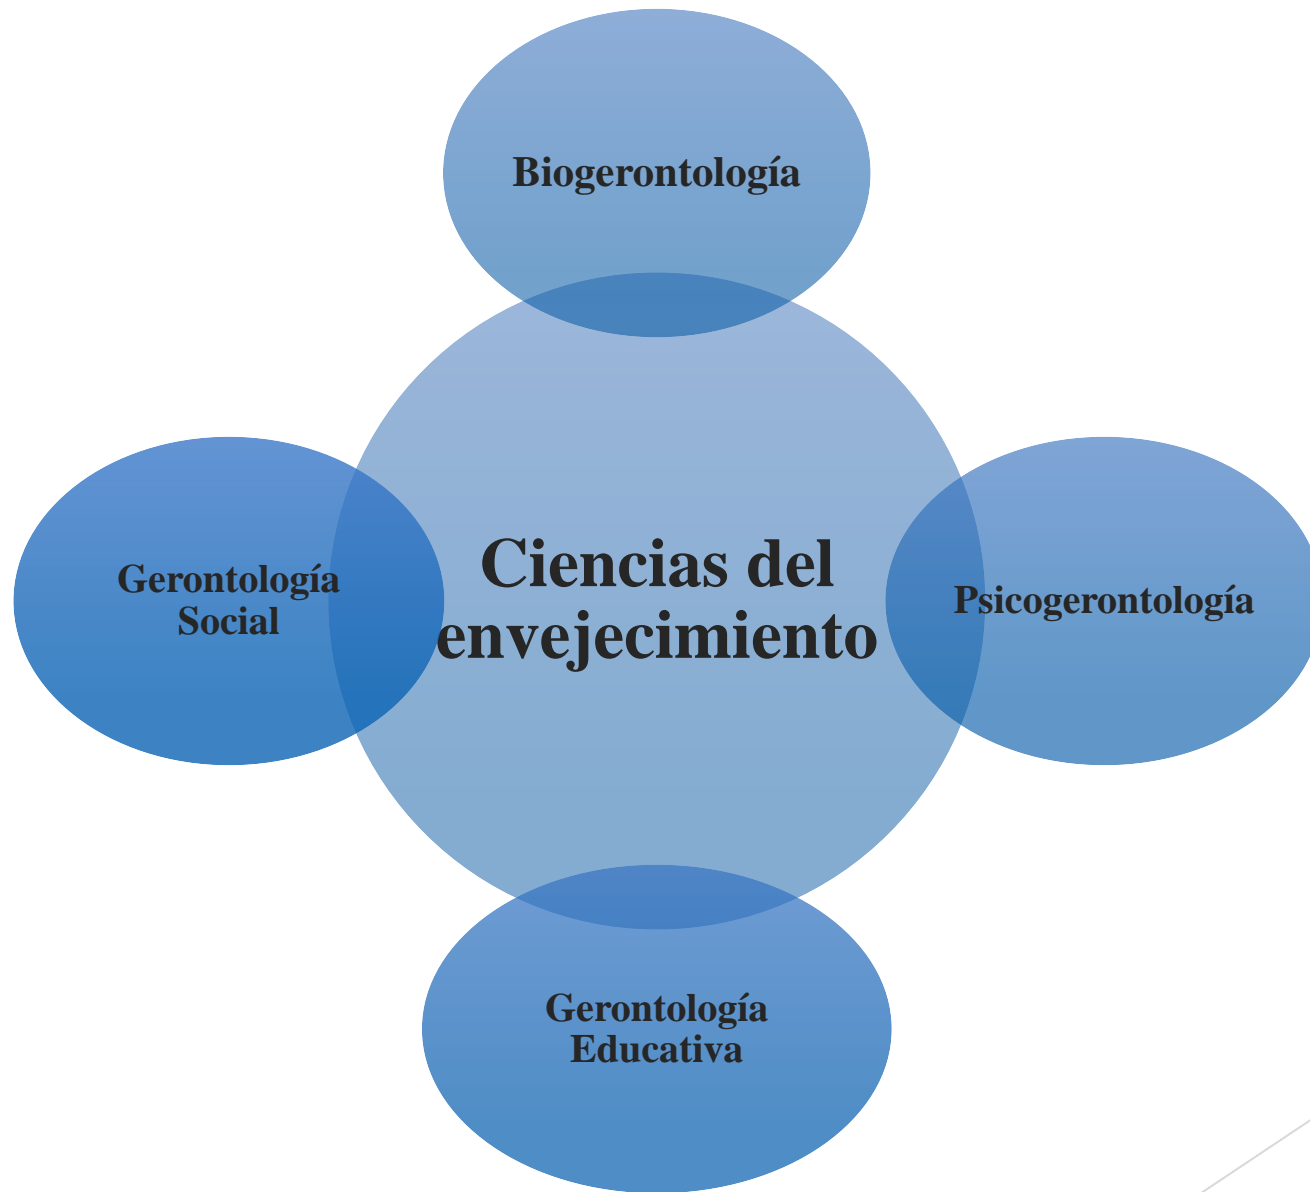 Biogerontología
Gerontología
Social
Ciencias del
envejecimiento
Psicogerontología
Gerontología
Educativa